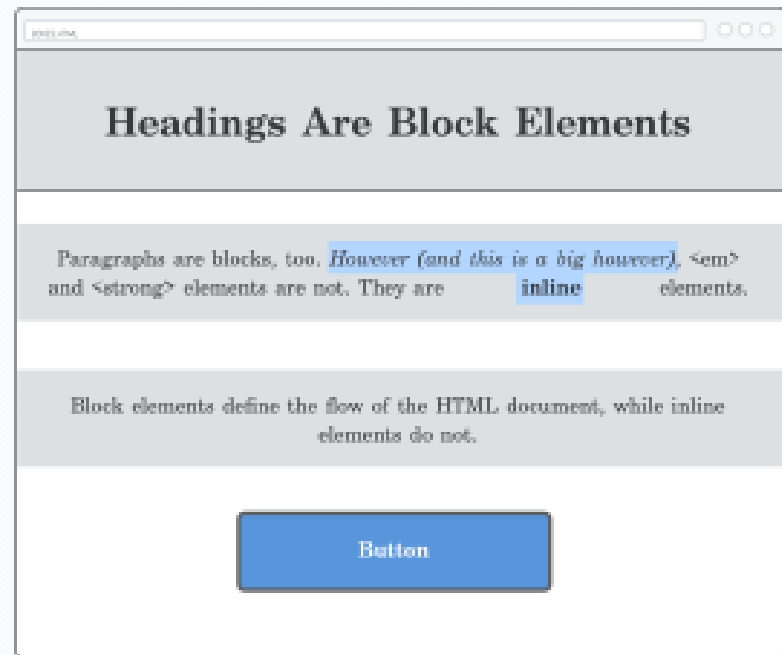 Headings Are Block Elements
Paragraphs are blocks, too. However (and this is a big however), <em>
and <strong> elements are not. They are inline elements.
Block elements define the flow of the HTML document, while inline
elements do not.
Button